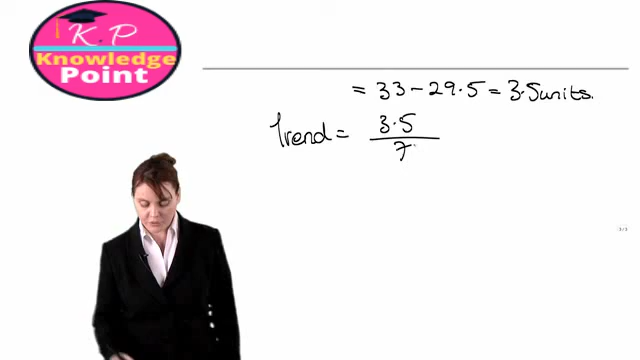 K.P
Knowledge
Point
= 33 - 29.5 = 3.5 units.
Trend = 3.5
7
3 / 3